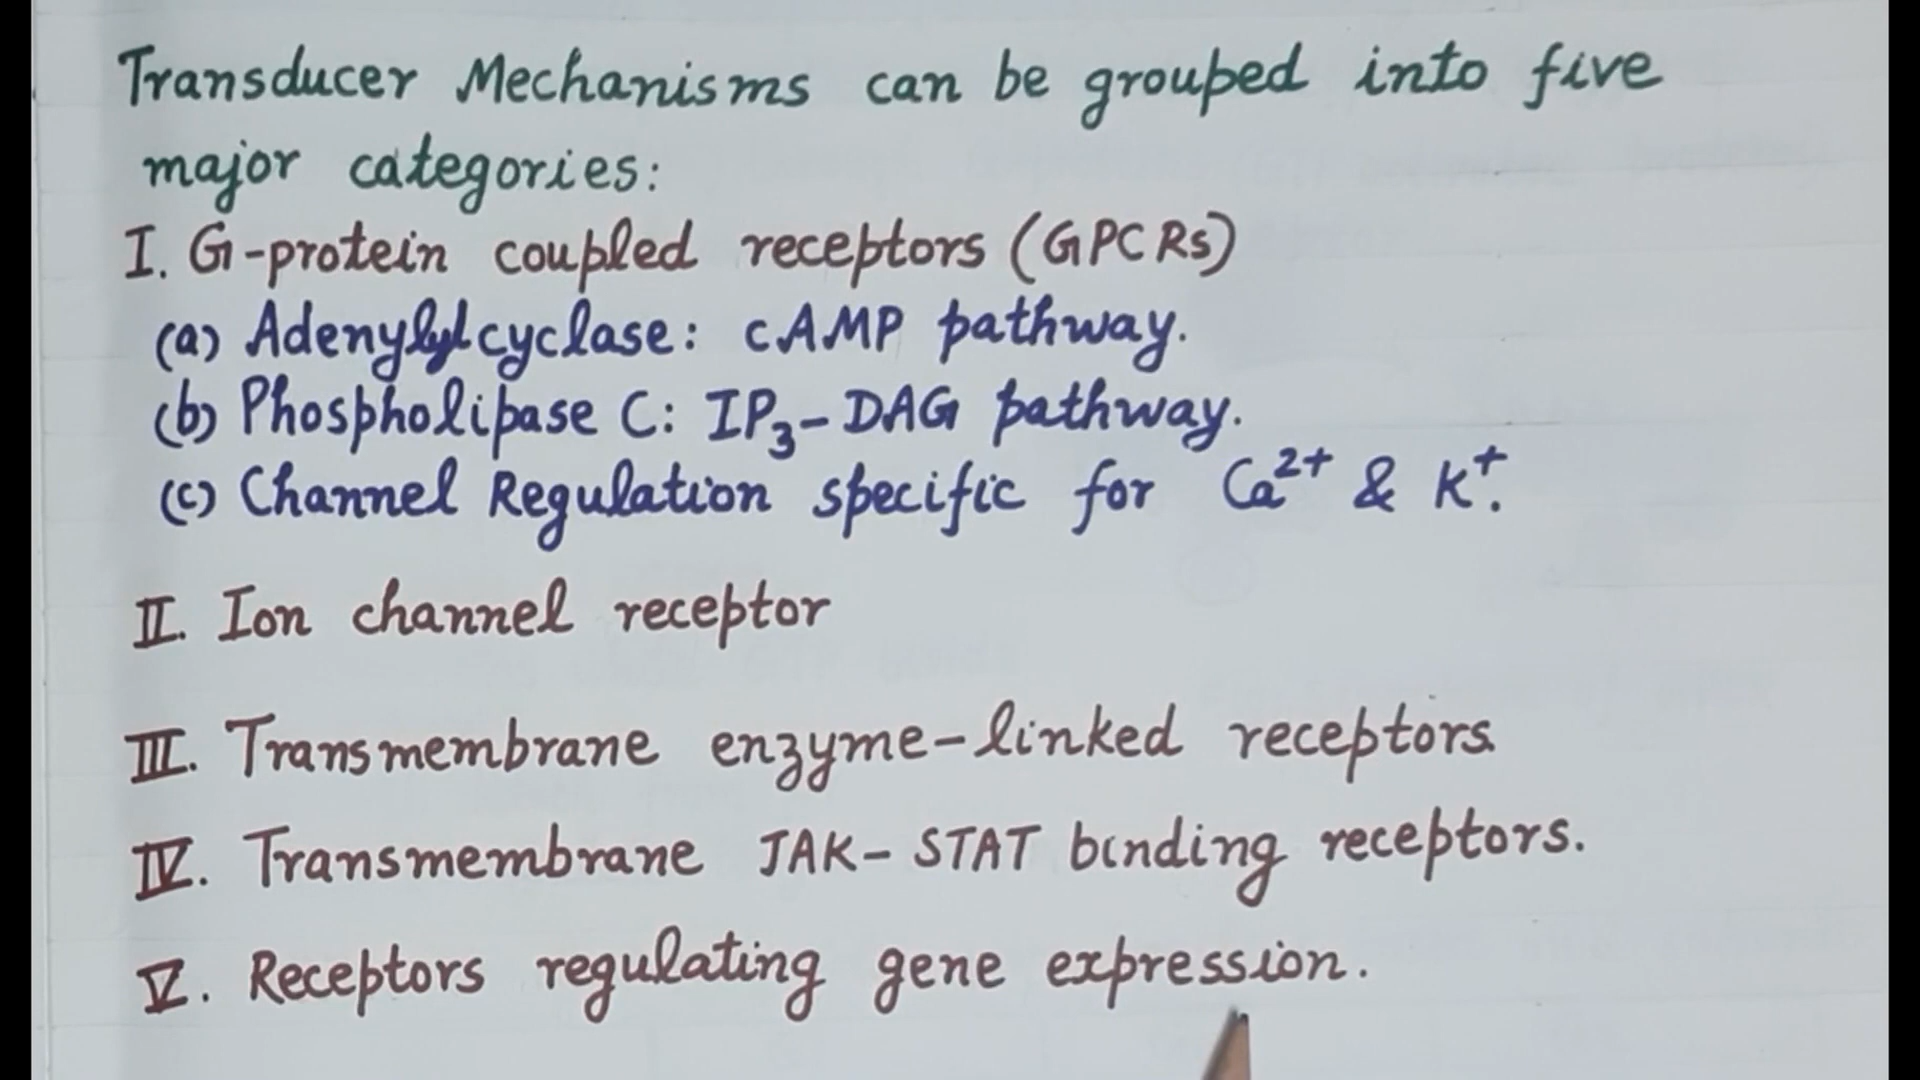 Transducer Mechanisms can be grouped into five
major categories:
I. G-protein coupled receptors (GPCRs)
(a) Adenylylcyclase: cAMP pathway.
(b) Phospholipase C: IP₃-DAG pathway.
(c) Channel Regulation specific for Ca²⁺ & K⁺.
II. Ion channel receptor
III. Transmembrane enzyme-linked receptors.
IV. Transmembrane JAK-STAT binding receptors.
V. Receptors regulating gene expression.